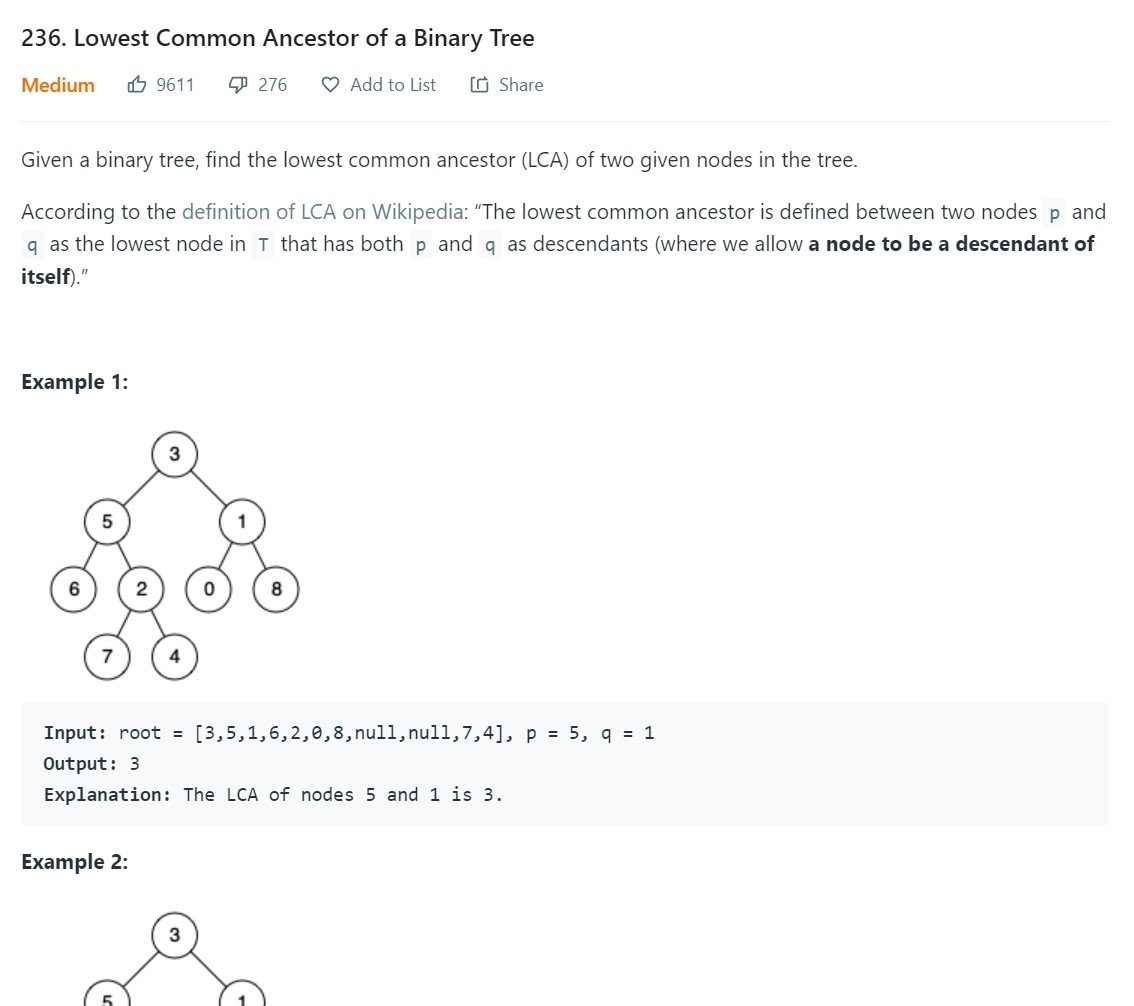 236. Lowest Common Ancestor of a Binary Tree
Medium 9611 276 Add to List Share
Given a binary tree, find the lowest common ancestor (LCA) of two given nodes in the tree.
According to the definition of LCA on Wikipedia: “The lowest common ancestor is defined between two nodes p and
q as the lowest node in T that has both p and q as descendants (where we allow a node to be a descendant of
itself).”
Example 1:
3
5 1
6 2 0 8
7 4
Input: root = [3,5,1,6,2,0,8,null,null,7,4], p = 5, q = 1
Output: 3
Explanation: The LCA of nodes 5 and 1 is 3.
Example 2:
3
5 1